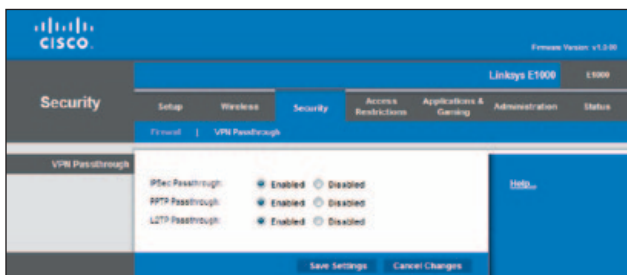 CISCO
Firmware Version: v1.0.00
Linksys E1000 E1000
Security
Setup Wireless Security Access Restrictions Applications & Gaming Administration Status
Firewall | VPN Passthrough
VPN Passthrough
IPSec Passthrough: Enabled Disabled
PPTP Passthrough: Enabled Disabled
L2TP Passthrough: Enabled Disabled
Help...
Save Settings Cancel Changes